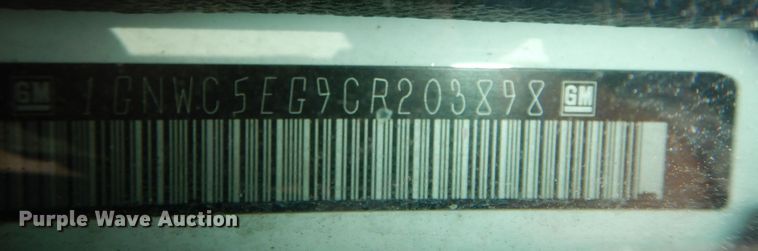 GM 1GNWC5EG9CR203898 GM
Purple Wave Auction